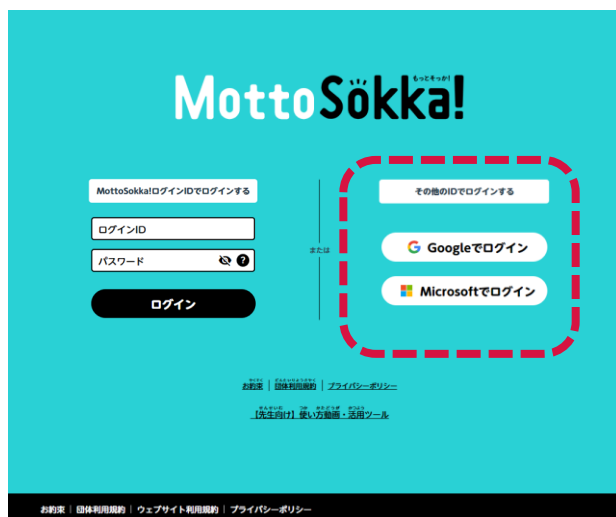 もっとそっか!
MottoSokka!
MottoSokka!ログインIDでログインする
ログインID
パスワード
ログイン
または
その他のIDでログインする
Googleでログイン
Microsoftでログイン
お約束 | 団体利用規約 | プライバシーポリシー
【先生向け】使い方動画・活用ツール
お約束 | 団体利用規約 | ウェブサイト利用規約 | プライバシーポリシー